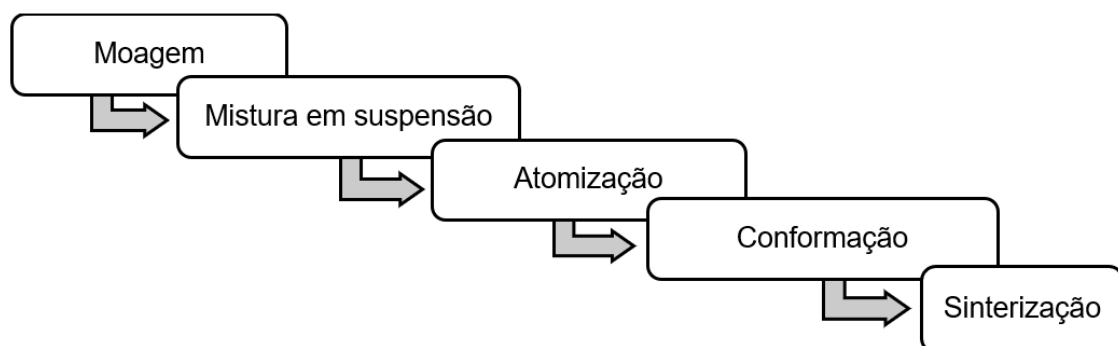 Moagem
Mistura em suspensão
Atomização
Conformação
Sinterização